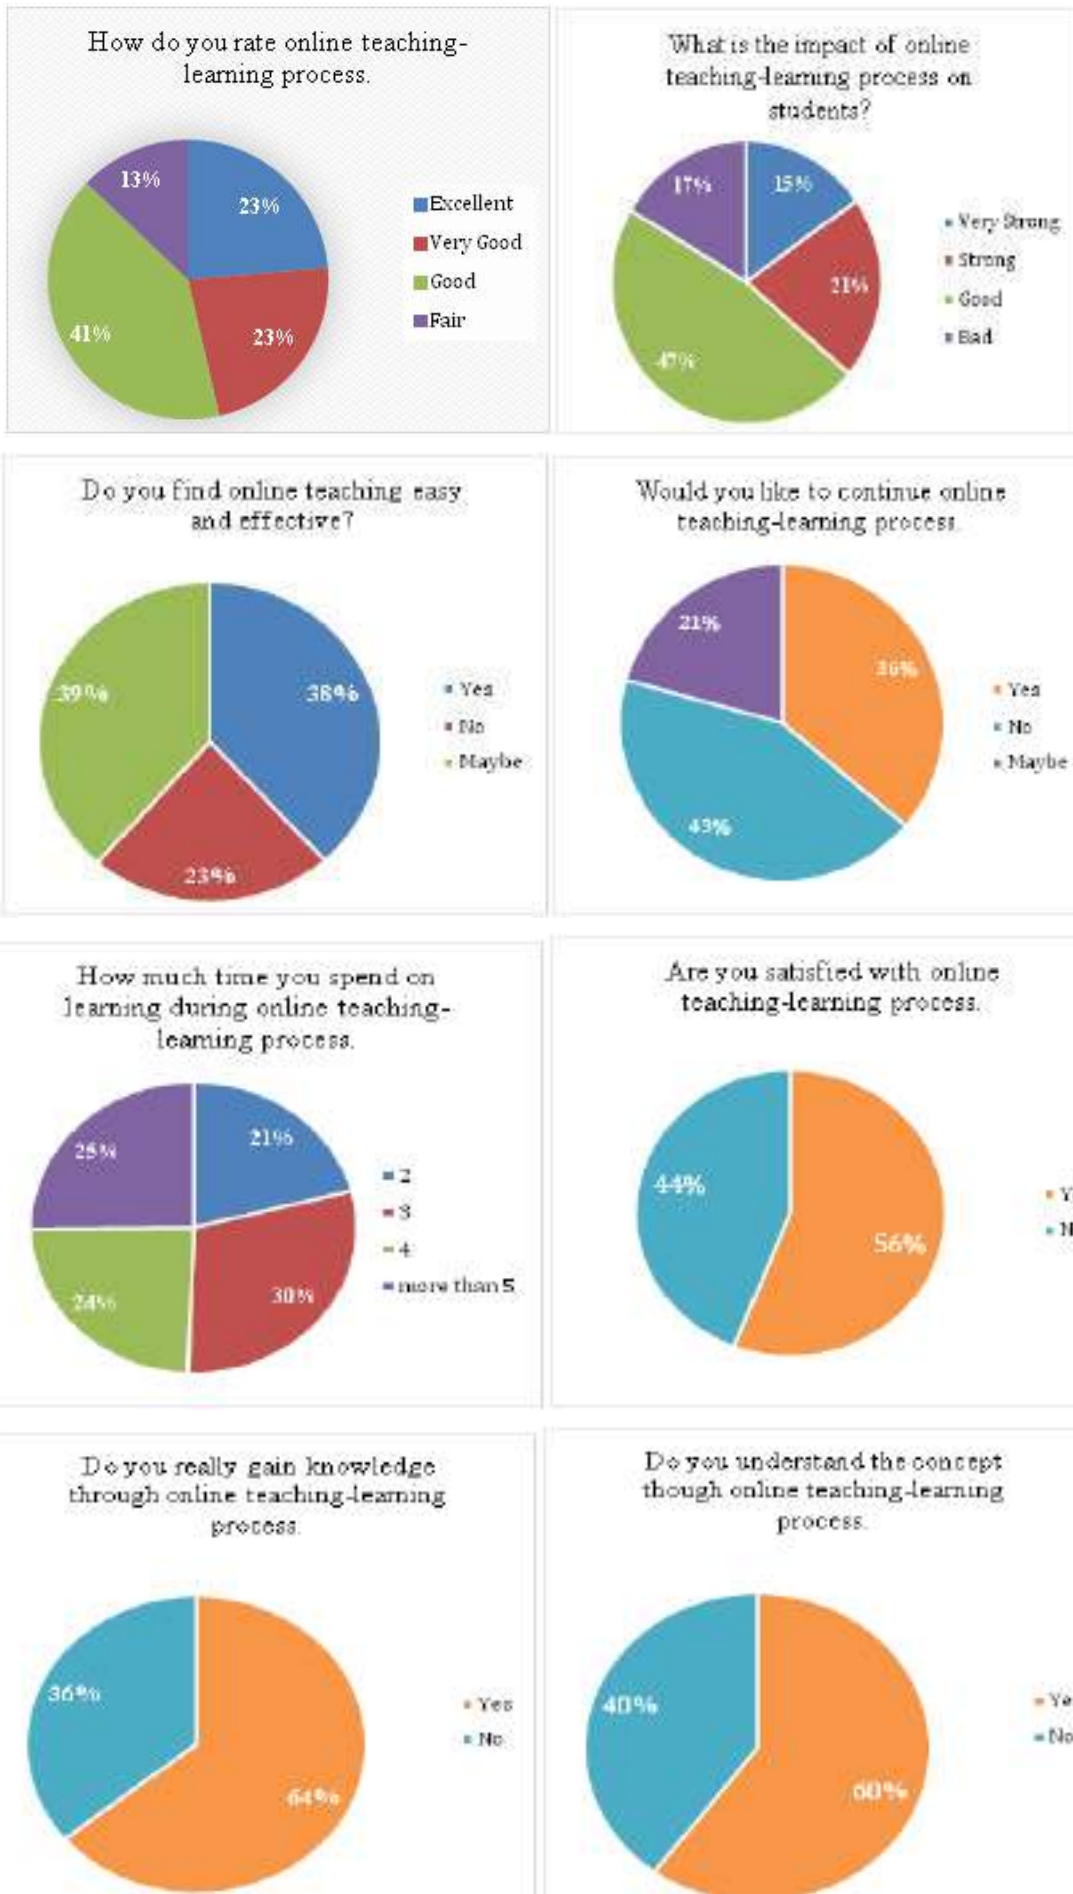 How do you rate online teaching-
learning process.
13%
23%
41%
23%
Excellent
Very Good
Good
Fair
What is the impact of online
teaching-learning process on
students?
17%
15%
21%
47%
Very Strong
Strong
Good
Bad
Do you find online teaching easy
and effective?
39%
38%
23%
Yes
No
Maybe
Would you like to continue online
teaching-learning process.
21%
36%
43%
Yes
No
Maybe
How much time you spend on
learning during online teaching-
learning process.
25%
21%
24%
30%
2
3
4
more than 5
Are you satisfied with online
teaching-learning process.
44%
56%
Y
N
Do you really gain knowledge
through online teaching-learning
process.
36%
64%
Yes
No
Do you understand the concept
though online teaching-learning
process.
40%
60%
Ye
No